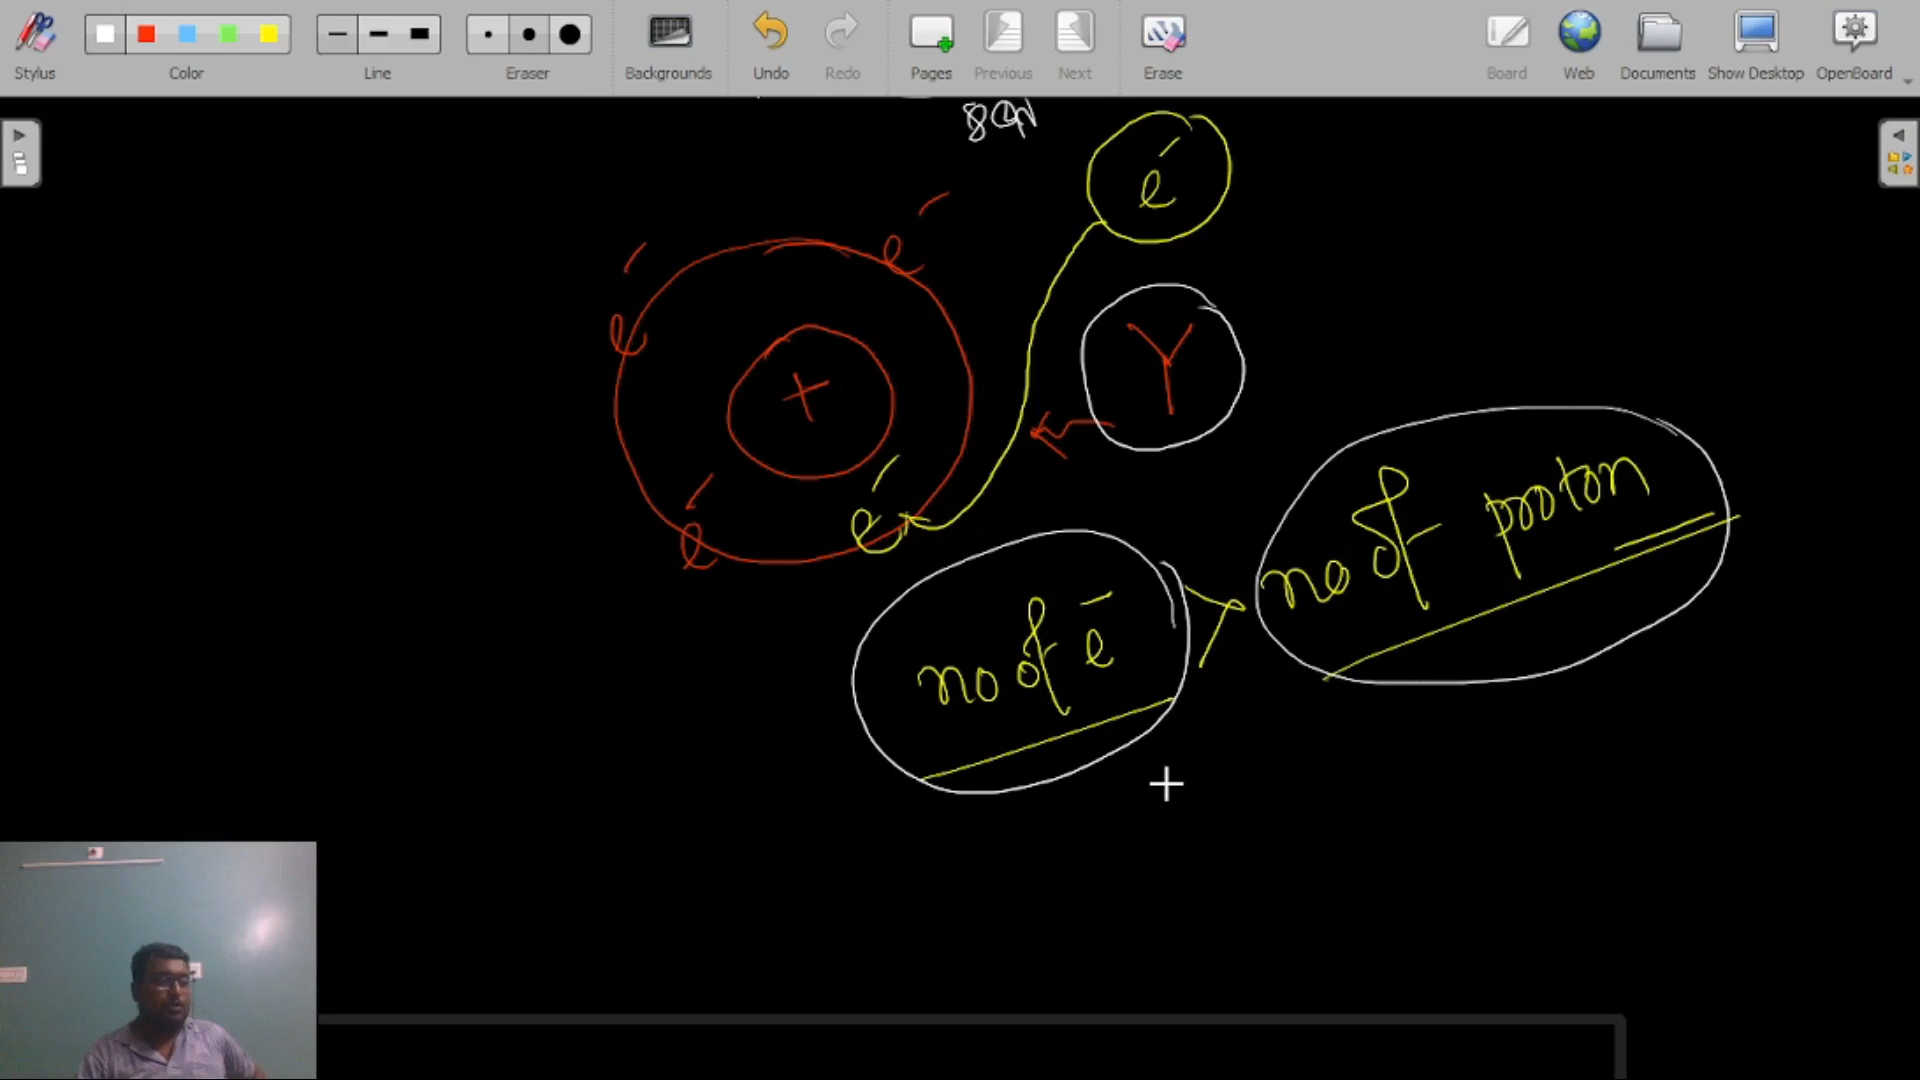 Stylus
Color
Line
Eraser
Backgrounds
Undo
Redo
Pages
Previous
Next
Erase
Board
Web
Documents
Show Desktop
OpenBoard
e⁻
e⁻
e⁻
+
Y
e⁻
e⁻
no of e⁻ > no of proton